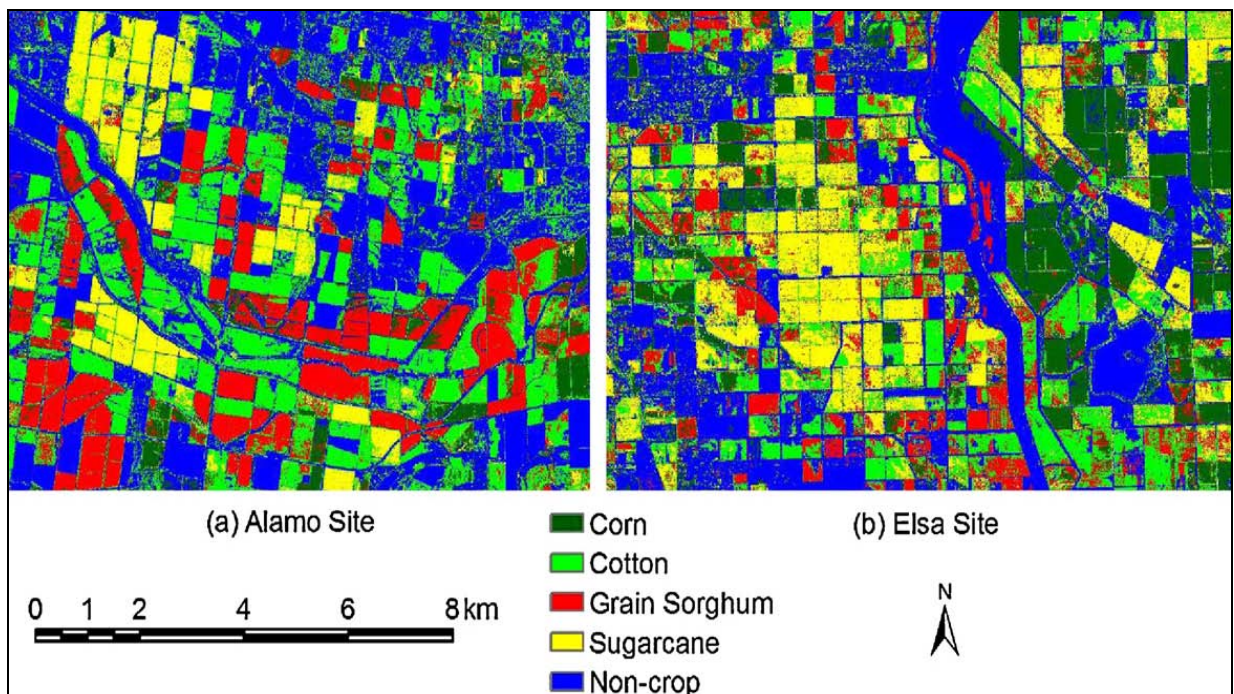 (a) Alamo Site
(b) Elsa Site
Corn
Cotton
Grain Sorghum
Sugarcane
Non-crop
0 1 2 4 6 8 km
N